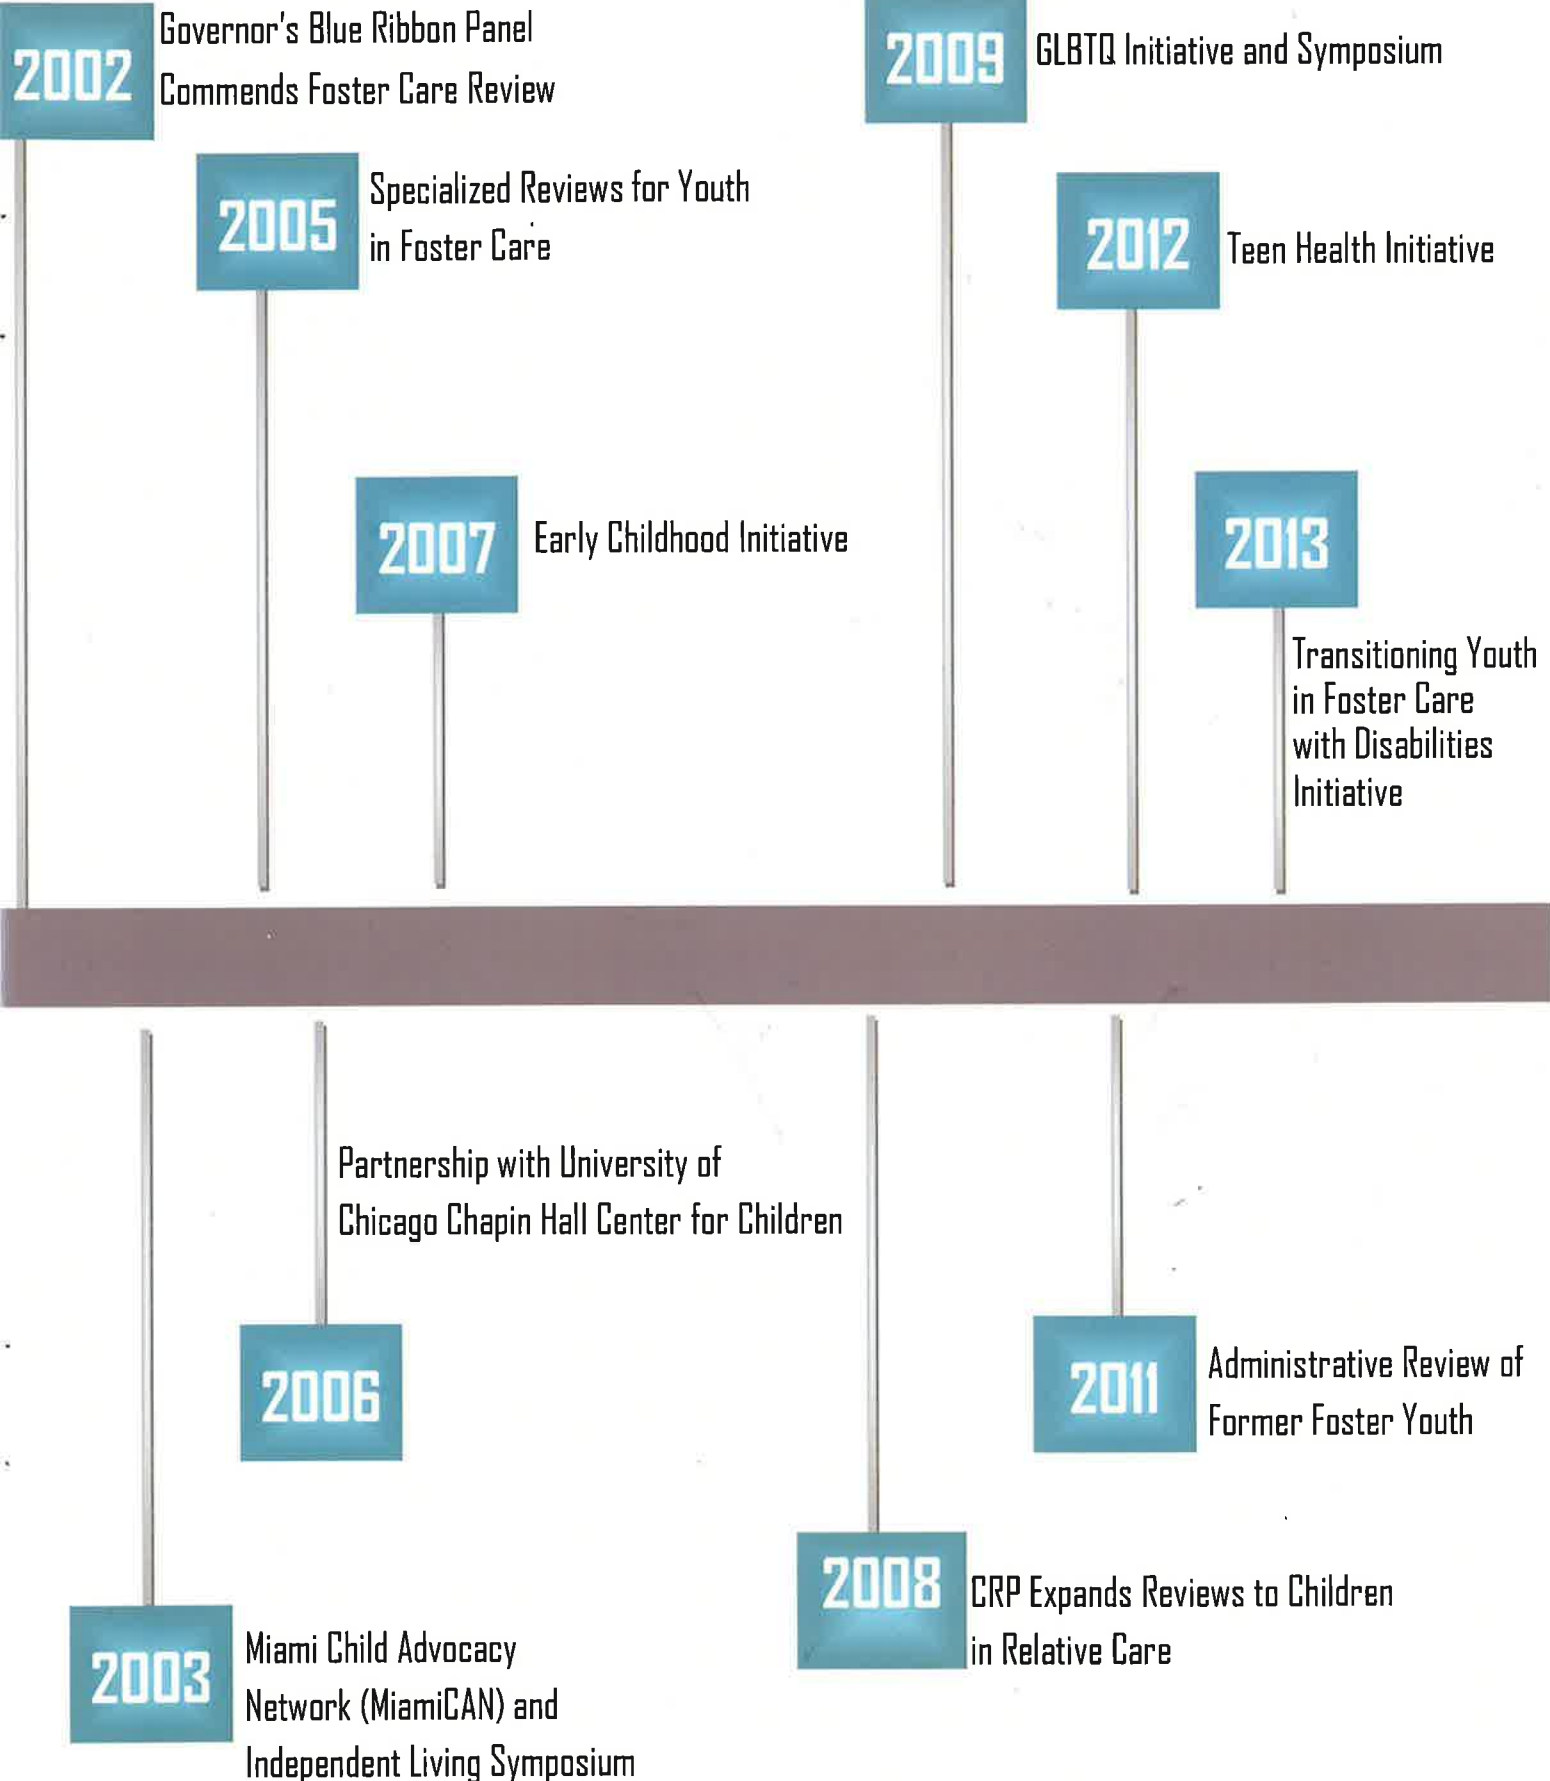 2002
Governor's Blue Ribbon Panel
Commends Foster Care Review
2005
Specialized Reviews for Youth
in Foster Care
2007
Early Childhood Initiative
2009
GLBTQ Initiative and Symposium
2012
Teen Health Initiative
2013
Transitioning Youth
in Foster Care
with Disabilities
Initiative
Partnership with University of
Chicago Chapin Hall Center for Children
2006
2003
Miami Child Advocacy
Network (MiamiCAN) and
Independent Living Symposium
2011
Administrative Review of
Former Foster Youth
2008
CRP Expands Reviews to Children
in Relative Care